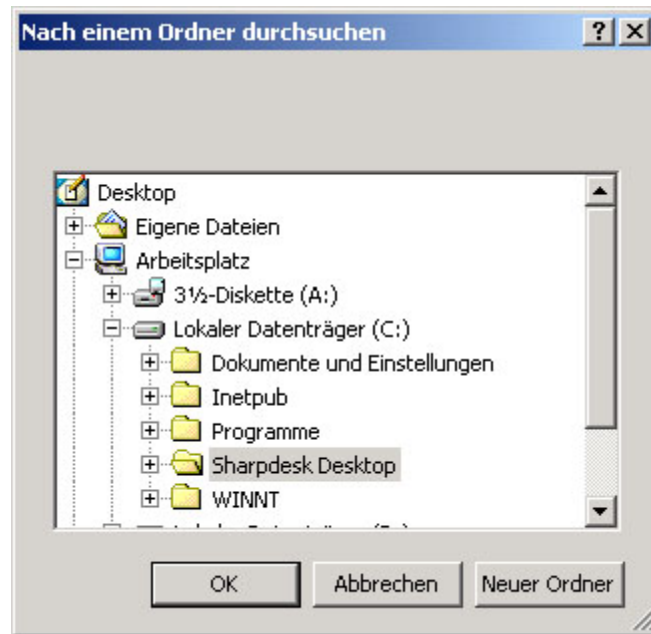 Nach einem Ordner durchsuchen
Desktop
Eigene Dateien
Arbeitsplatz
3½-Diskette (A:)
Lokaler Datenträger (C:)
Dokumente und Einstellungen
Inetpub
Programme
Sharpdesk Desktop
WINNT
OK Abbrechen Neuer Ordner